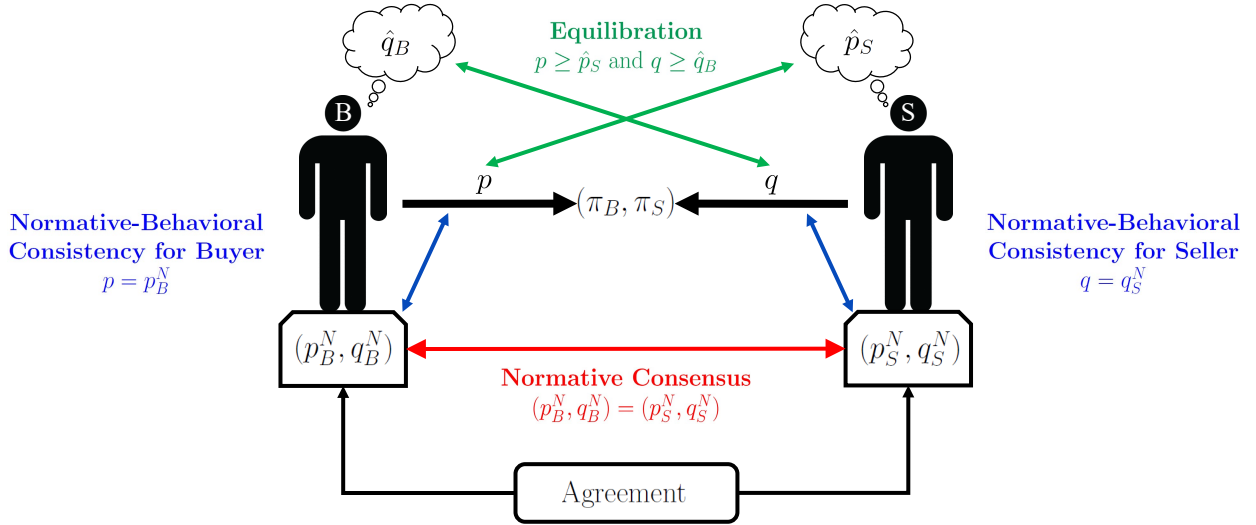 q̂_B
Equilibration
p ≥ p̂_S and q ≥ q̂_B
p̂_S
B
S
p
q
(π_B, π_S)
Normative-Behavioral
Consistency for Buyer
p = p_B^N
Normative-Behavioral
Consistency for Seller
q = q_S^N
(p_B^N, q_B^N)
(p_S^N, q_S^N)
Normative Consensus
(p_B^N, q_B^N) = (p_S^N, q_S^N)
Agreement